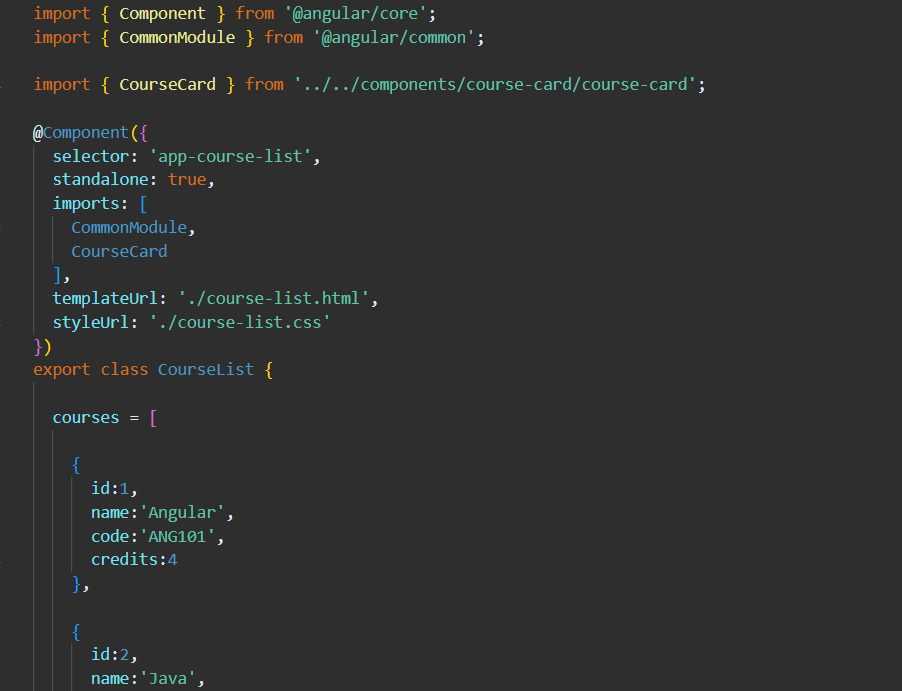 import { Component } from '@angular/core';
import { CommonModule } from '@angular/common';

import { CourseCard } from '../../components/course-card/course-card';

@Component({
  selector: 'app-course-list',
  standalone: true,
  imports: [
    CommonModule,
    CourseCard
  ],
  templateUrl: './course-list.html',
  styleUrl: './course-list.css'
})
export class CourseList {

  courses = [

    {
      id:1,
      name:'Angular',
      code:'ANG101',
      credits:4
    },

    {
      id:2,
      name:'Java',